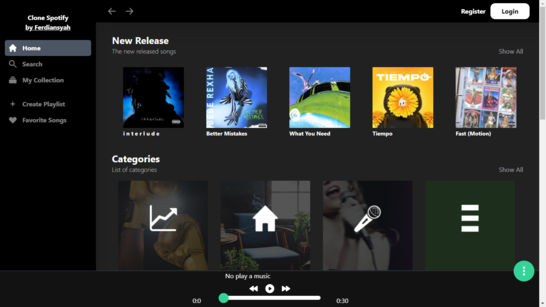 Clone Spotify
by Ferdiansyah
Home
Search
My Collection
Create Playlist
Favorite Songs
Register
Login
New Release
The new released songs
Show All
TIEMPO
i n t e r l u d e
Better Mistakes
What You Need
Tiempo
Fast (Motion)
Categories
List of categories
Show All
No play a music
0:0
0:30